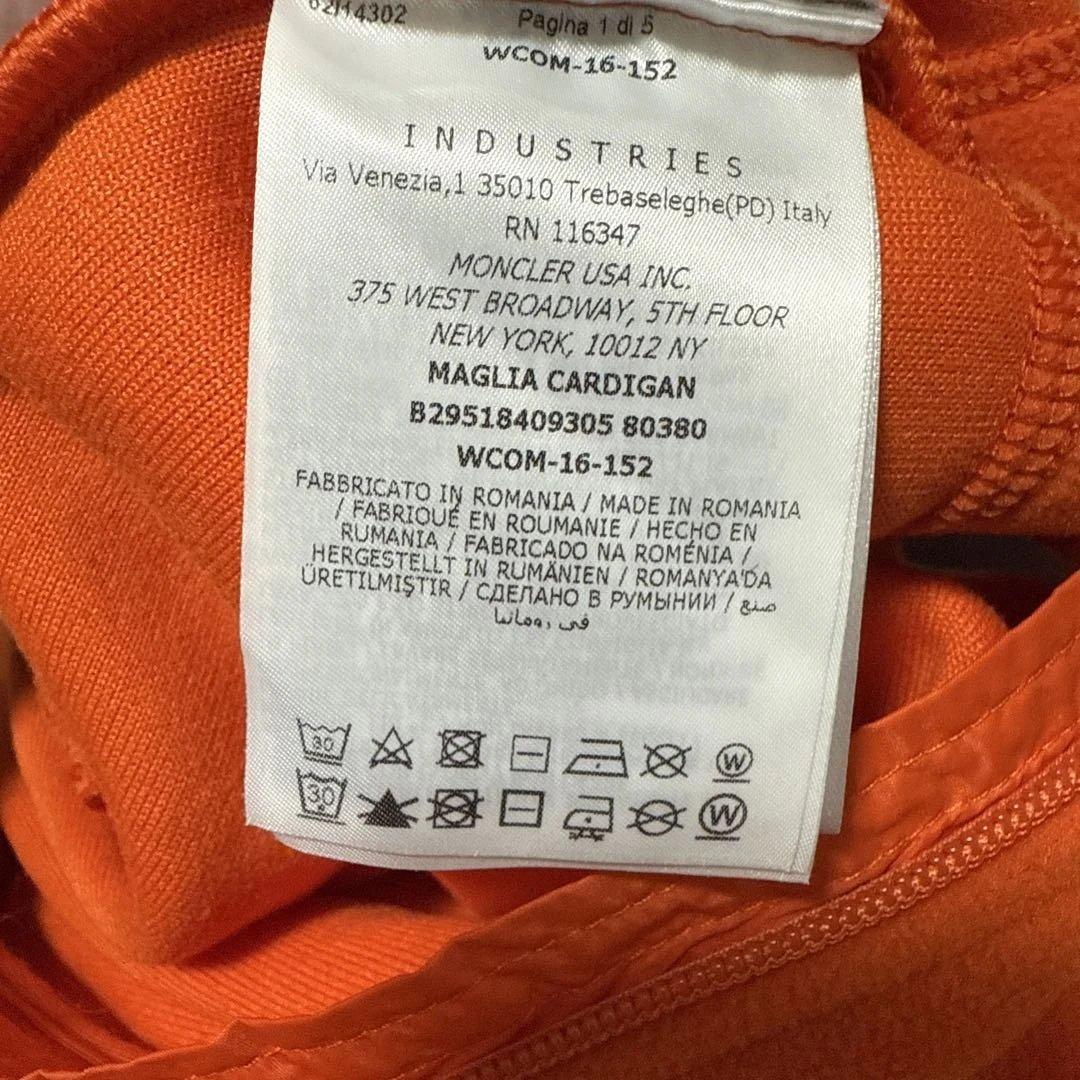 02I14302
Pagina 1 di 5
WCOM-16-152
INDUSTRIES
Via Venezia,1 35010 Trebaseleghe(PD) Italy
RN 116347
MONCLER USA INC.
375 WEST BROADWAY, 5TH FLOOR
NEW YORK, 10012 NY
MAGLIA CARDIGAN
B29518409305 80380
WCOM-16-152
FABBRICATO IN ROMANIA / MADE IN ROMANIA
/ FABRIQUÉ EN ROUMANIE / HECHO EN
RUMANIA / FABRICADO NA ROMÉNIA /
HERGESTELLT IN RUMÄNIEN / ROMANYA'DA
ÜRETILMIŞTIR / СДЕЛАНО В РУМЫНИИ / صنع
في رومانيا
30 W
30 W